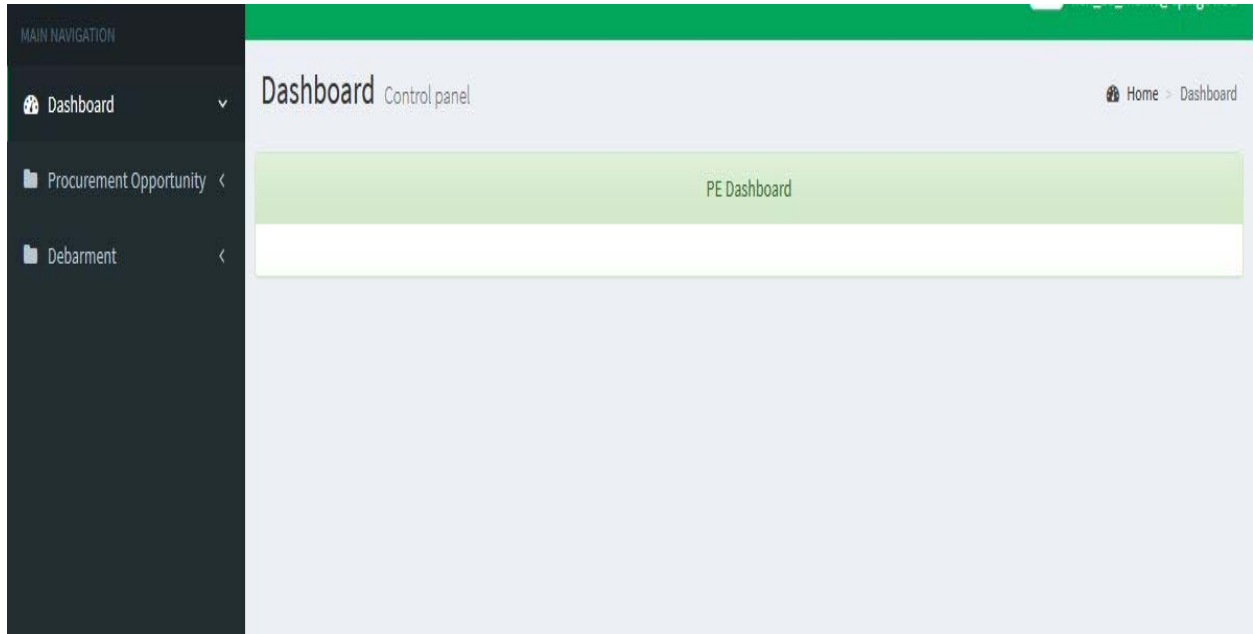 MAIN NAVIGATION
Dashboard
Procurement Opportunity
Debarment
Dashboard Control panel
Home > Dashboard
PE Dashboard